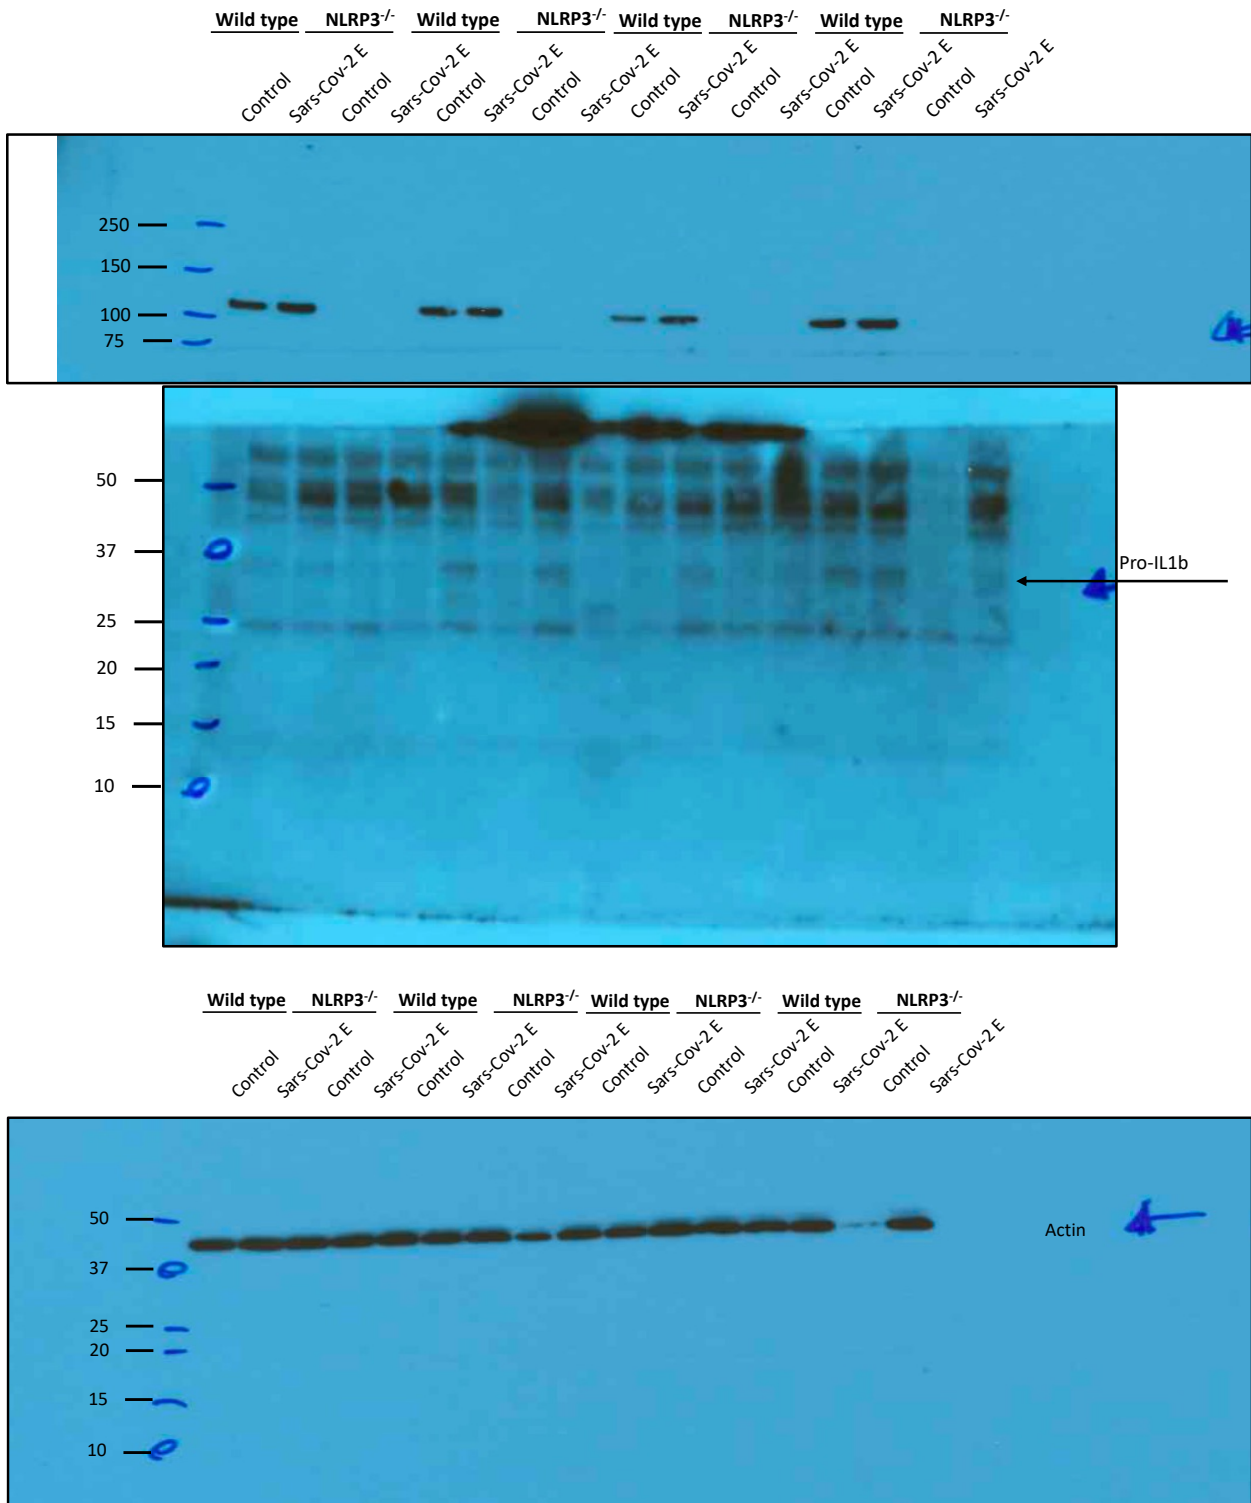 Wild type NLRP3-/- Wild type NLRP3-/- Wild type NLRP3-/- Wild type NLRP3-/-
Control Sars-Cov-2 E Control Sars-Cov-2 E Control Sars-Cov-2 E Control Sars-Cov-2 E Control Sars-Cov-2 E Control Sars-Cov-2 E Control Sars-Cov-2 E Control Sars-Cov-2 E
250
150
100
75
50
37
Pro-IL1b
25
20
15
10
Wild type NLRP3-/- Wild type NLRP3-/- Wild type NLRP3-/- Wild type NLRP3-/-
Control Sars-Cov-2 E Control Sars-Cov-2 E Control Sars-Cov-2 E Control Sars-Cov-2 E Control Sars-Cov-2 E Control Sars-Cov-2 E Control Sars-Cov-2 E Control Sars-Cov-2 E
50
Actin
37
25
20
15
10